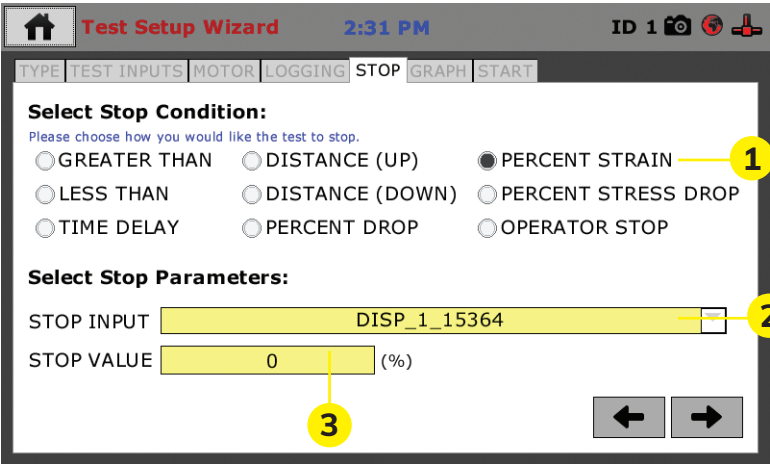 Test Setup Wizard 2:31 PM ID 1
TYPE TEST INPUTS MOTOR LOGGING STOP GRAPH START
Select Stop Condition:
Please choose how you would like the test to stop.
GREATER THAN DISTANCE (UP) PERCENT STRAIN 1
LESS THAN DISTANCE (DOWN) PERCENT STRESS DROP
TIME DELAY PERCENT DROP OPERATOR STOP
Select Stop Parameters:
STOP INPUT DISP_1_15364 2
STOP VALUE 0 (%)
3